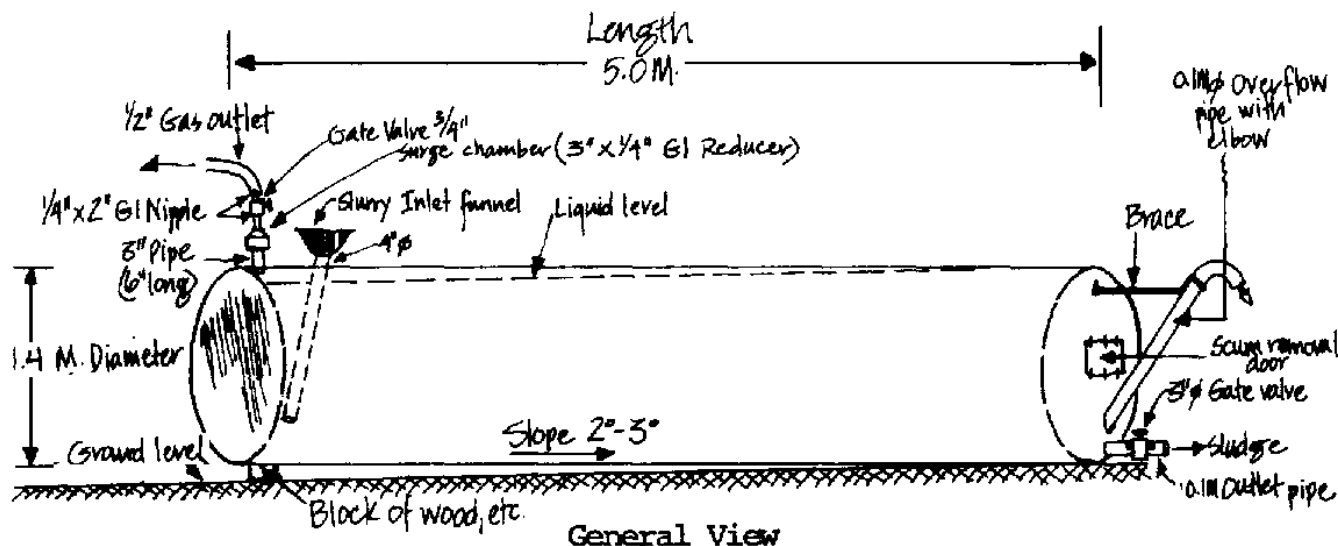 Length
5.0M.
0.1Mφ Overflow
pipe with
elbow
1/2" Gas outlet
Gate Valve 3/4"
Surge chamber (3" x 1/4" GI Reducer)
1/4" x 2" GI Nipple
Slurry Inlet funnel
Liquid level
Brace
4"φ
3" Pipe
(6" long)
1.4 M. Diameter
Scum removal
door
3"φ Gate valve
Slope 2°-3°
Ground level
Sludge
0.1M Outlet pipe
Block of wood, etc.
General View